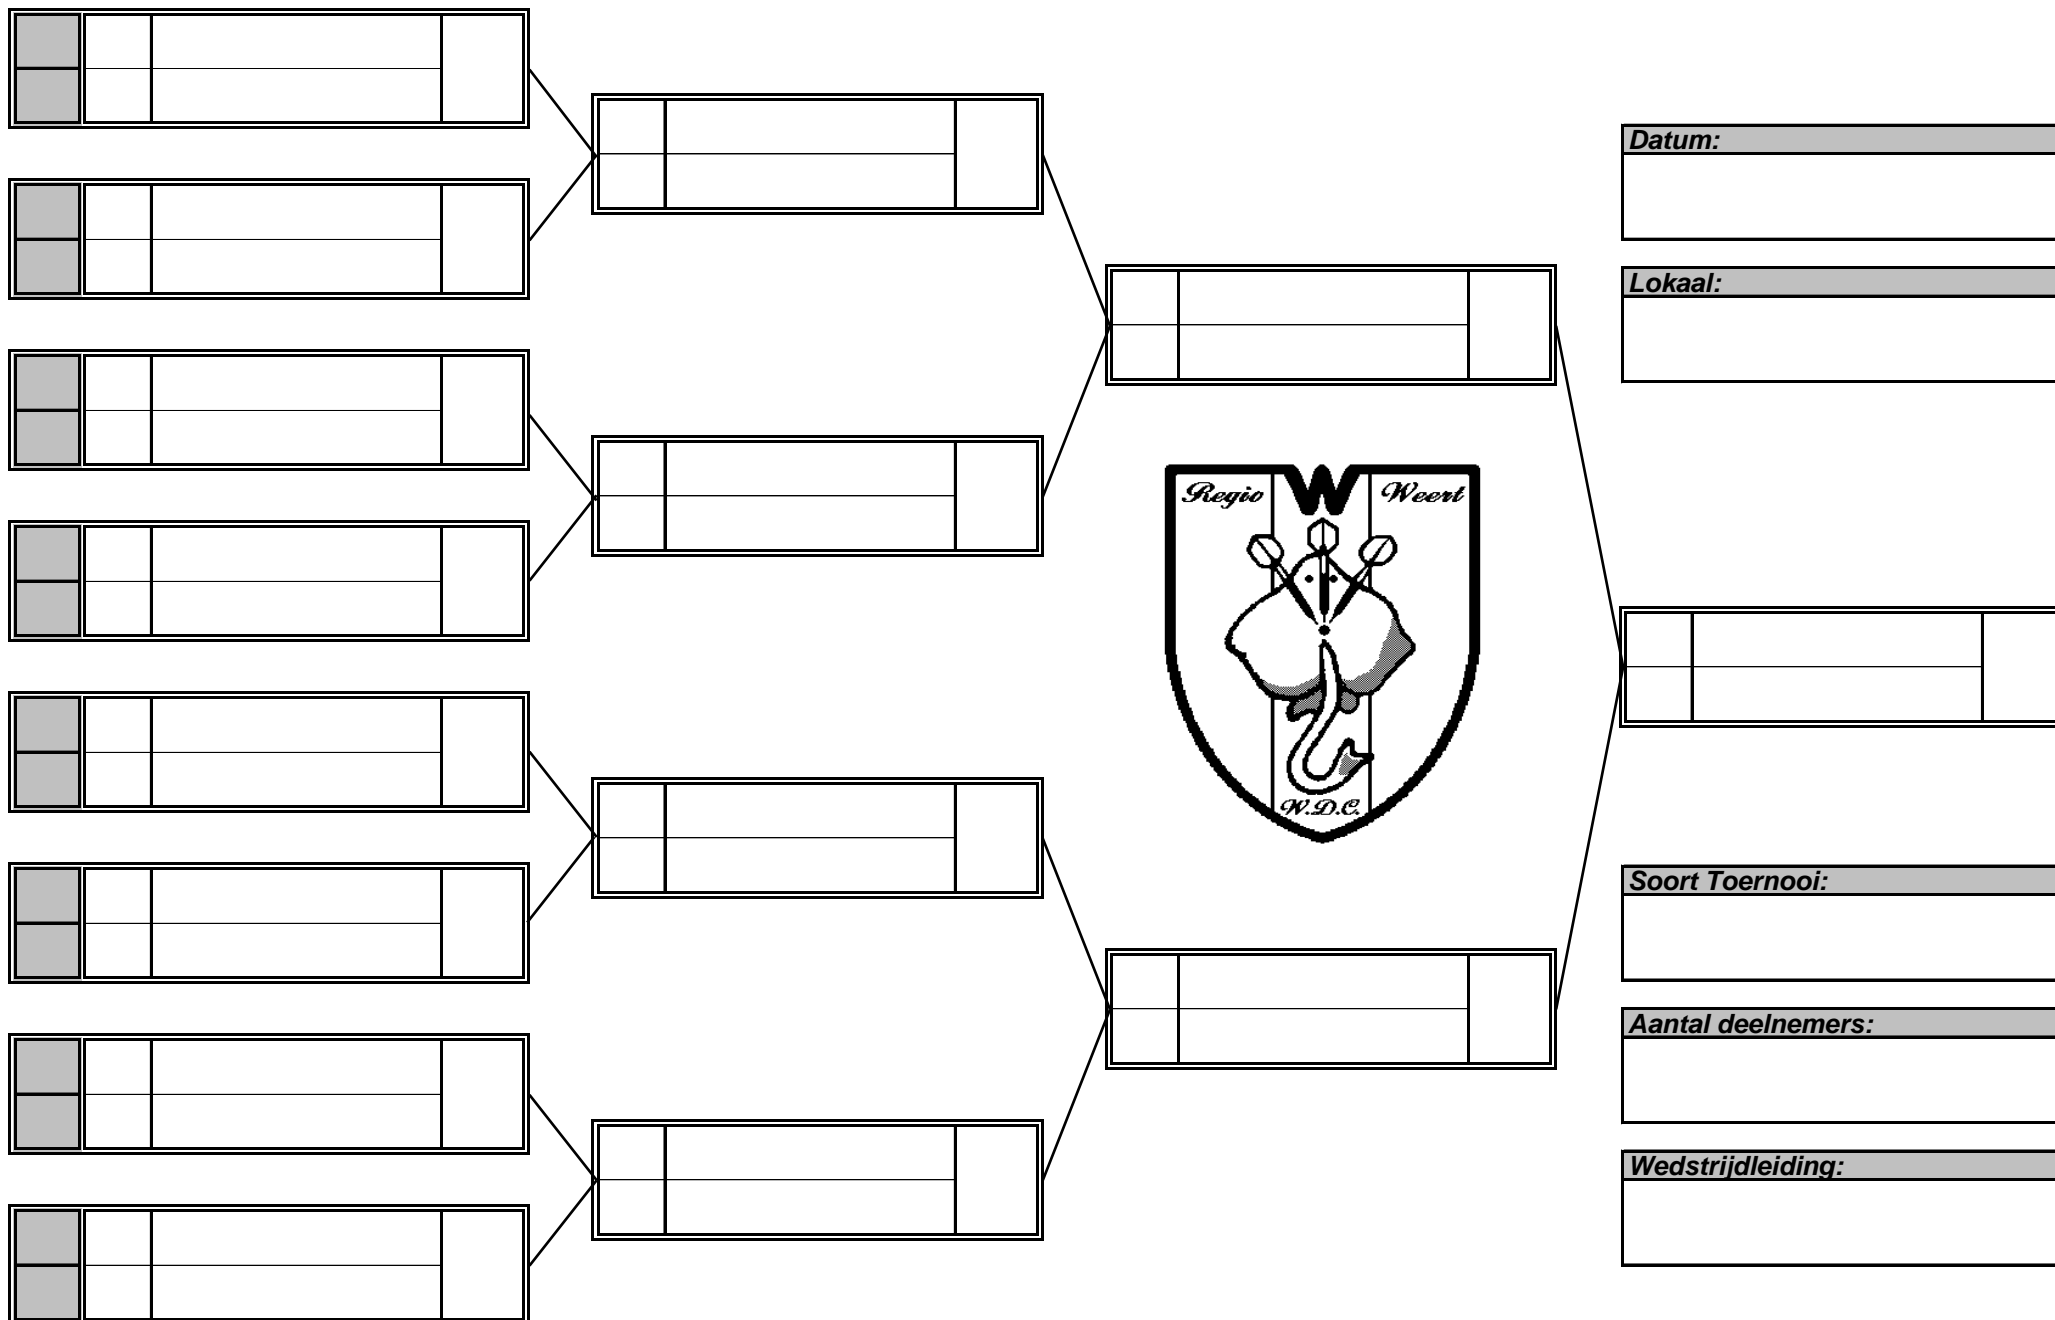 Datum:
Lokaal:
Regio W Weert
W.D.C.
Soort Toernooi:
Aantal deelnemers:
Wedstrijdleiding: